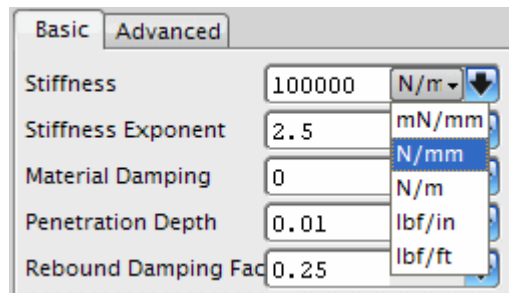 Basic Advanced
Stiffness 100000 N/m
mN/mm
Stiffness Exponent 2.5
N/mm
Material Damping 0
N/m
Penetration Depth 0.01 lbf/in
lbf/ft
Rebound Damping Fac 0.25